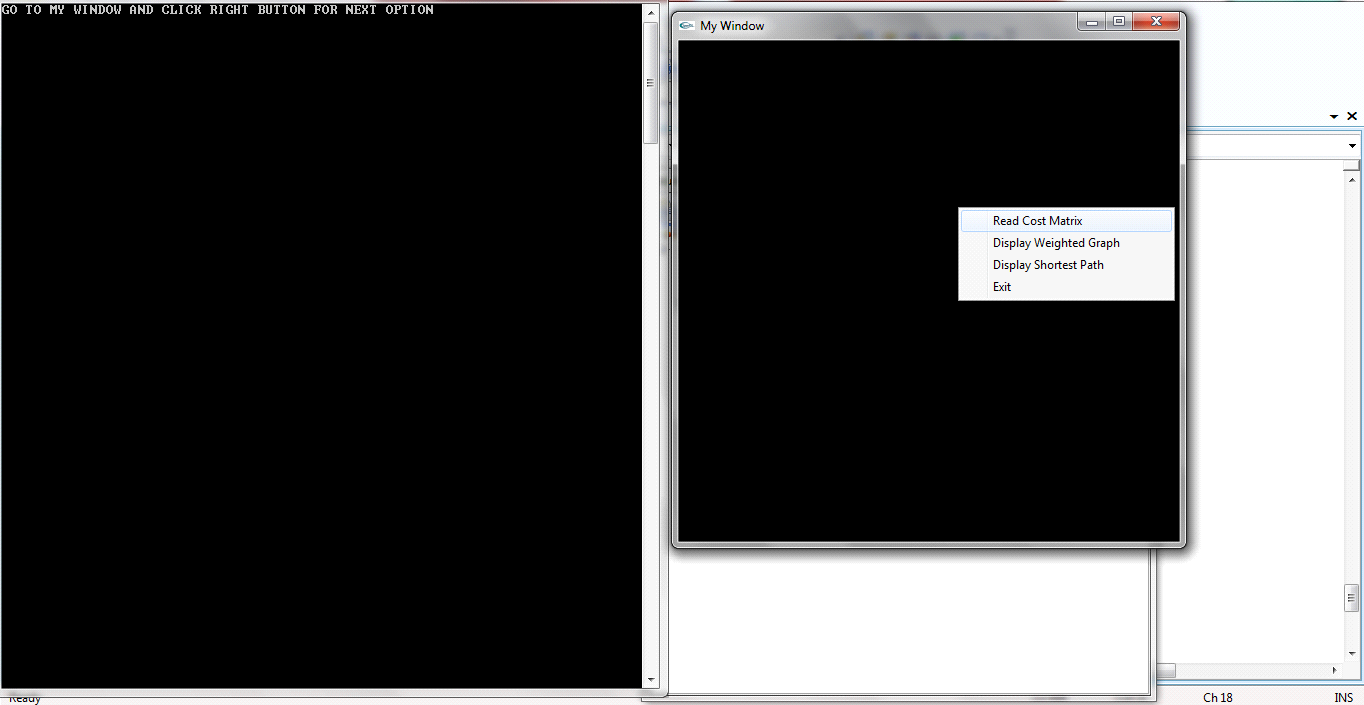 GO TO MY WINDOW AND CLICK RIGHT BUTTON FOR NEXT OPTION
My Window
Read Cost Matrix
Display Weighted Graph
Display Shortest Path
Exit
Ready
Ch 18
INS